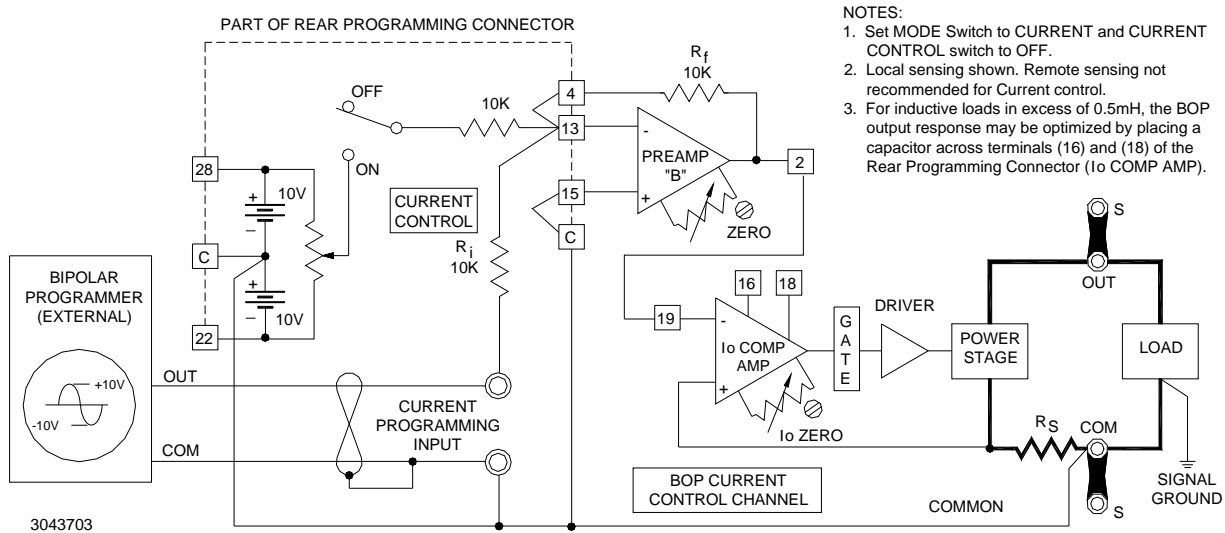 PART OF REAR PROGRAMMING CONNECTOR
NOTES:
1. Set MODE Switch to CURRENT and CURRENT
CONTROL switch to OFF.
2. Local sensing shown. Remote sensing not
recommended for Current control.
3. For inductive loads in excess of 0.5mH, the BOP
output response may be optimized by placing a
capacitor across terminals (16) and (18) of the
Rear Programming Connector (Io COMP AMP).
OFF
10K
4
13
Rf
10K
ON
28
+
10V
–
C
+
10V
–
22
CURRENT
CONTROL
Ri
10K
15
C
-
PREAMP
"B"
+
2
ZERO
BIPOLAR
PROGRAMMER
(EXTERNAL)
+10V
-10V
OUT
COM
CURRENT
PROGRAMMING
INPUT
16
18
19
-
Io COMP
AMP
+
Io ZERO
GATE
DRIVER
POWER
STAGE
S
OUT
LOAD
RS
COM
S
SIGNAL
GROUND
BOP CURRENT
CONTROL CHANNEL
COMMON
3043703